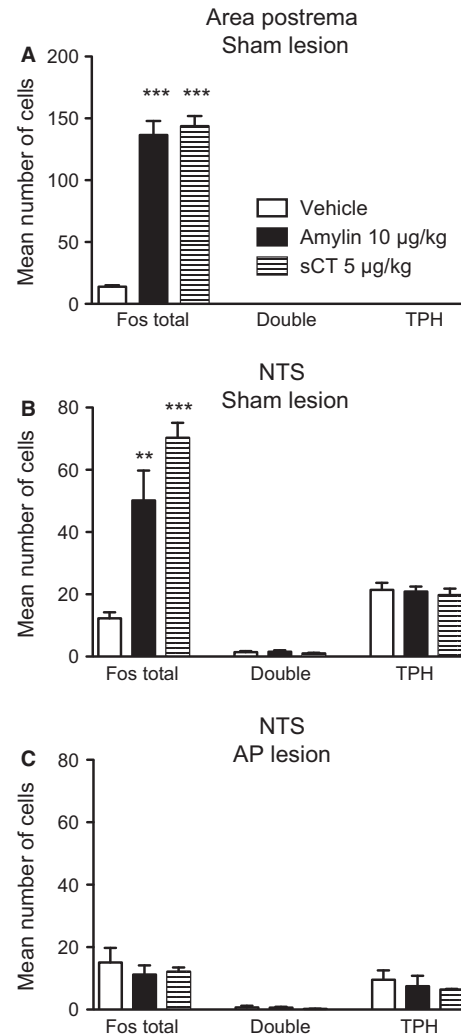 Area postrema
Sham lesion
A
Mean number of cells
200
150
100
50
0
*** ***
Vehicle
Amylin 10 µg/kg
sCT 5 µg/kg
Fos total Double TPH
NTS
Sham lesion
B
Mean number of cells
80
60
40
20
0
** ***
Fos total Double TPH
NTS
AP lesion
C
Mean number of cells
80
60
40
20
0
Fos total Double TPH